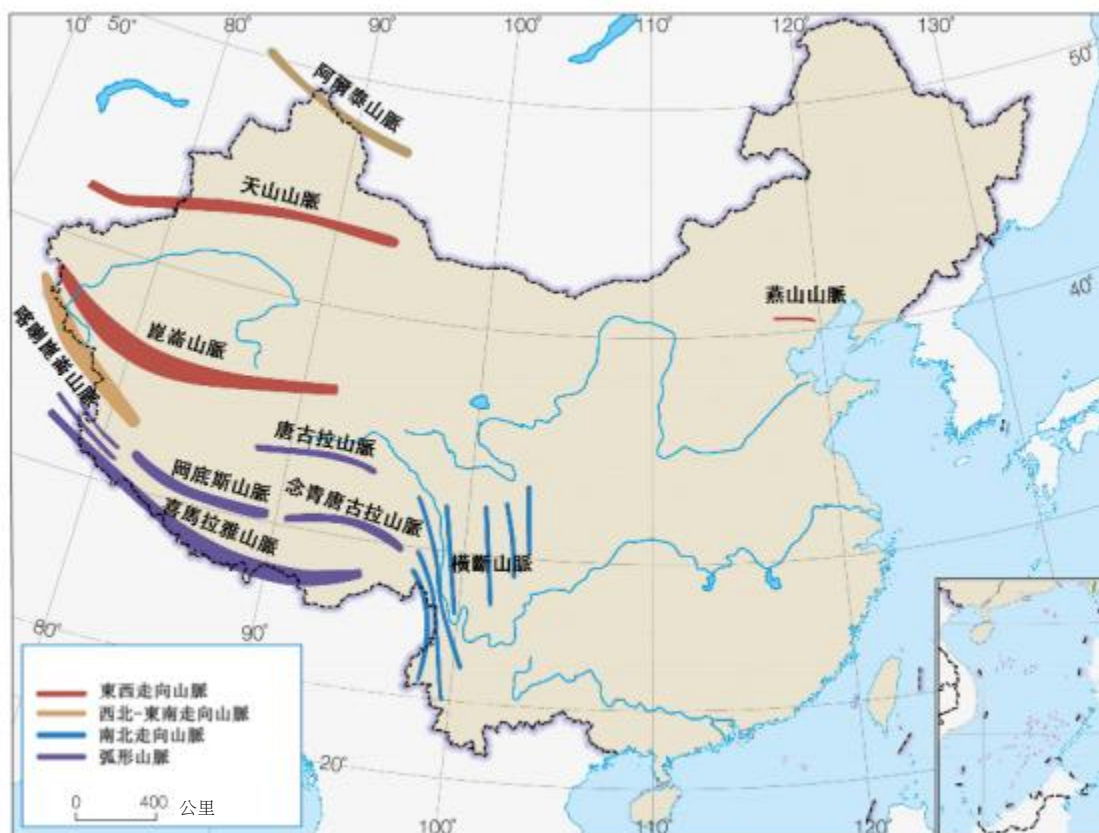 10° 50° 80° 90° 100° 110° 120° 130°
50°
阿爾泰山脈
天山山脈
40°
燕山山脈
崑崙山脈
喀喇崑崙山脈
唐古拉山脈
岡底斯山脈
念青唐古拉山脈
喜馬拉雅山脈
橫斷山脈
80°
90°
東西走向山脈
西北-東南走向山脈
南北走向山脈
弧形山脈
20°
0 400 公里
100° 110° 120°